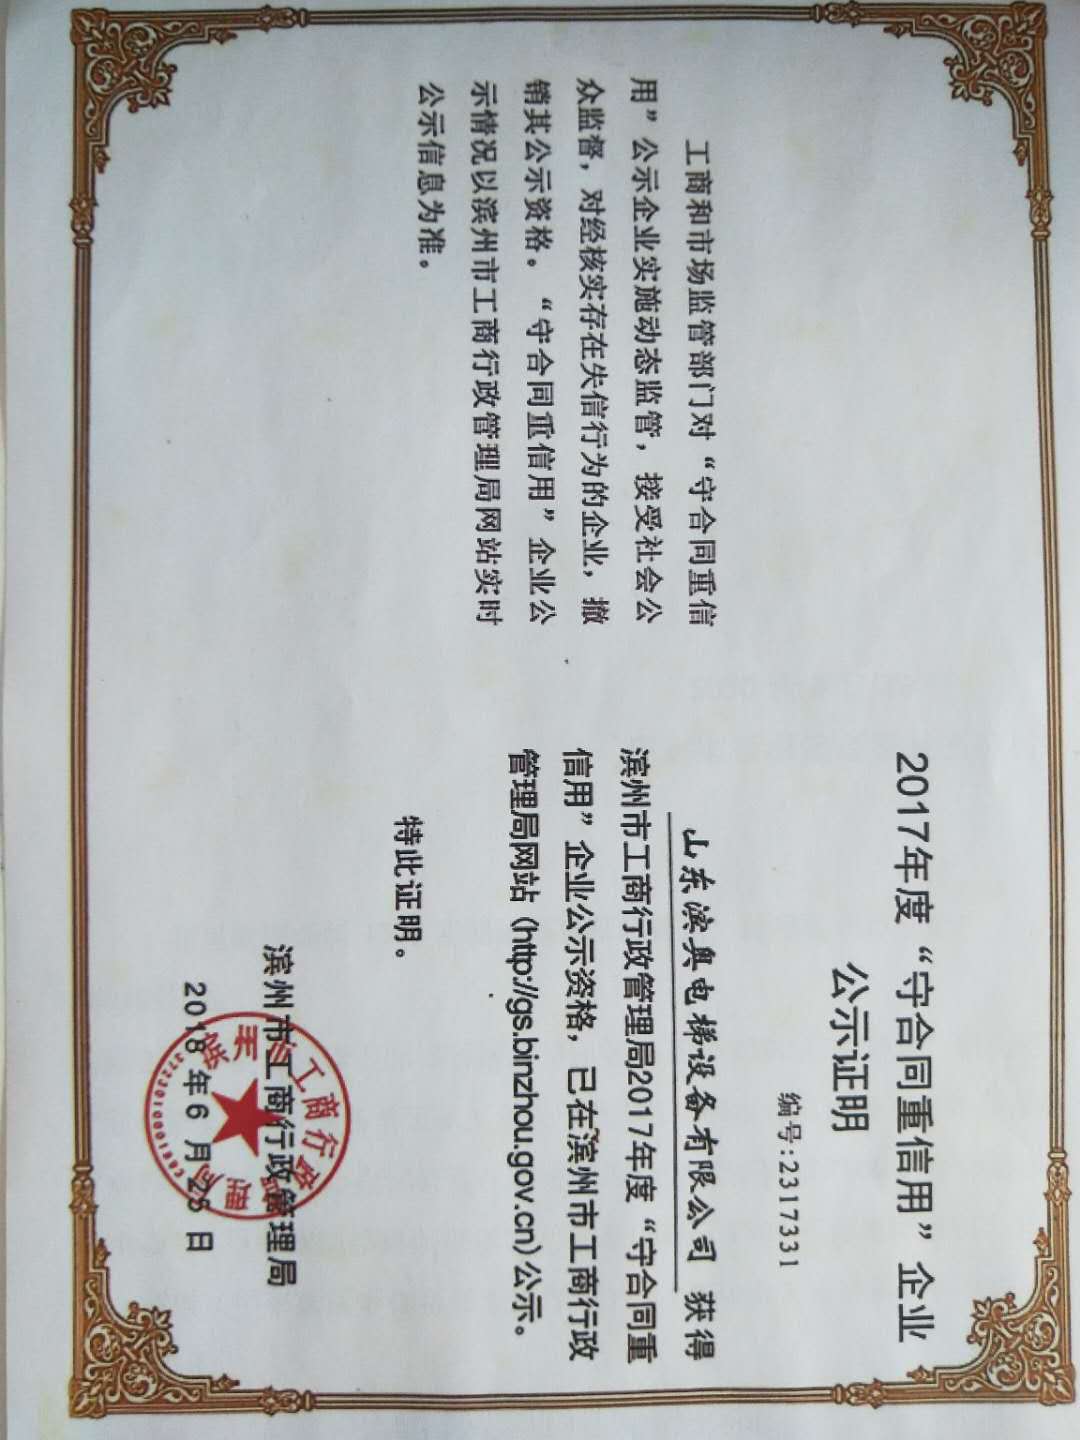 工商和市场监管部门对“守合同重信
用”公示企业实施动态监管，接受社会公
众监督，对经核实存在失信行为的企业，撤
销其公示资格。“守合同重信用”企业公
示情况以滨州市工商行政管理局网站实时
公示信息为准。
2017年度“守合同重信用”企业
公示证明
编号:2317331
山东滨奥电梯设备有限公司 获得
滨州市工商行政管理局2017年度“守合同重
信用”企业公示资格，已在滨州市工商行政
管理局网站(http://gs.binzhou.gov.cn)公示。
特此证明。
滨州市工商行政管理局
2018年6月25日